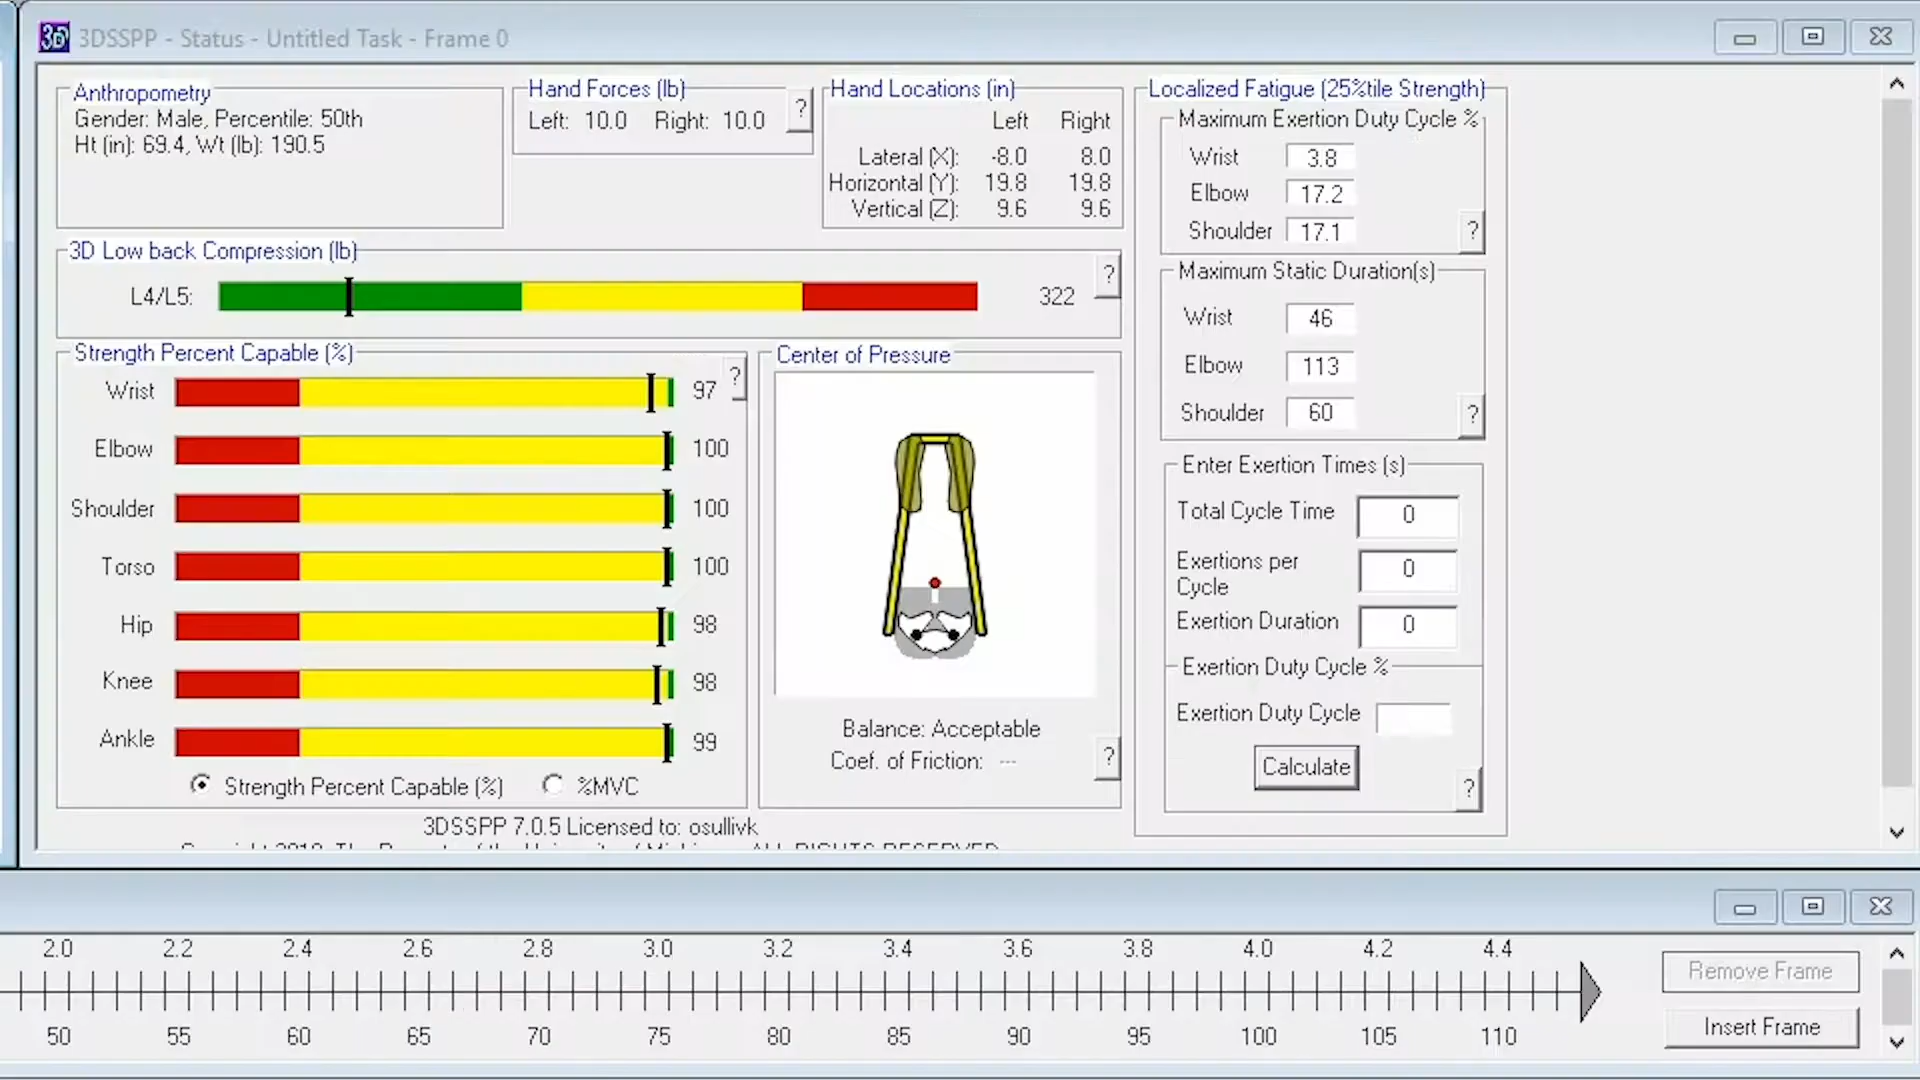 3DSSPP - Status - Untitled Task - Frame 0
Anthropometry
Gender: Male, Percentile: 50th
Ht (in): 69.4, Wt (lb): 190.5
Hand Forces (lb)
Left: 10.0 Right: 10.0
?
Hand Locations (in)
Left Right
Lateral (X): -8.0 8.0
Horizontal (Y): 19.8 19.8
Vertical (Z): 9.6 9.6
3D Low back Compression (lb)
L4/L5: 322
?
Strength Percent Capable (%)
?
Wrist 97
Elbow 100
Shoulder 100
Torso 100
Hip 98
Knee 98
Ankle 99
Strength Percent Capable (%) %MVC
Center of Pressure
Balance: Acceptable
Coef. of Friction: ---
?
Localized Fatigue (25%tile Strength)
Maximum Exertion Duty Cycle %
Wrist 3.8
Elbow 17.2
Shoulder 17.1
?
Maximum Static Duration(s)
Wrist 46
Elbow 113
Shoulder 60
?
Enter Exertion Times (s)
Total Cycle Time 0
Exertions per
Cycle 0
Exertion Duration 0
Exertion Duty Cycle %
Exertion Duty Cycle
Calculate
?
3DSSPP 7.0.5 Licensed to: osullivk
2.0 2.2 2.4 2.6 2.8 3.0 3.2 3.4 3.6 3.8 4.0 4.2 4.4
50 55 60 65 70 75 80 85 90 95 100 105 110
Remove Frame
Insert Frame